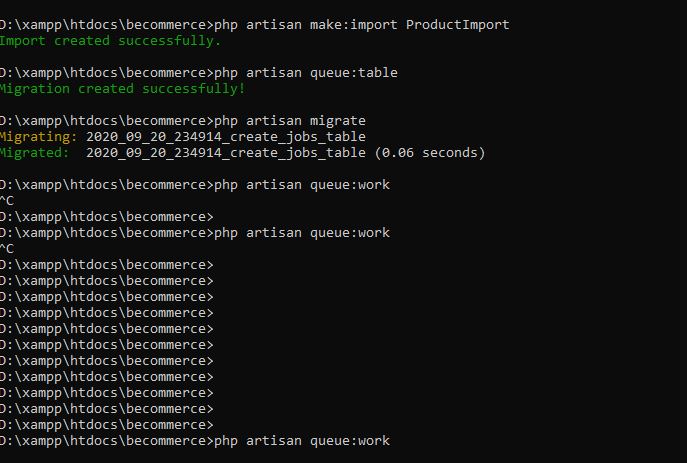 D:\xampp\htdocs\becommerce>php artisan make:import ProductImport
Import created successfully.
D:\xampp\htdocs\becommerce>php artisan queue:table
Migration created successfully!
D:\xampp\htdocs\becommerce>php artisan migrate
Migrating: 2020_09_20_234914_create_jobs_table
Migrated:  2020_09_20_234914_create_jobs_table (0.06 seconds)
D:\xampp\htdocs\becommerce>php artisan queue:work
^C
D:\xampp\htdocs\becommerce>
D:\xampp\htdocs\becommerce>php artisan queue:work
^C
D:\xampp\htdocs\becommerce>
D:\xampp\htdocs\becommerce>
D:\xampp\htdocs\becommerce>
D:\xampp\htdocs\becommerce>
D:\xampp\htdocs\becommerce>
D:\xampp\htdocs\becommerce>
D:\xampp\htdocs\becommerce>
D:\xampp\htdocs\becommerce>
D:\xampp\htdocs\becommerce>
D:\xampp\htdocs\becommerce>
D:\xampp\htdocs\becommerce>
D:\xampp\htdocs\becommerce>php artisan queue:work